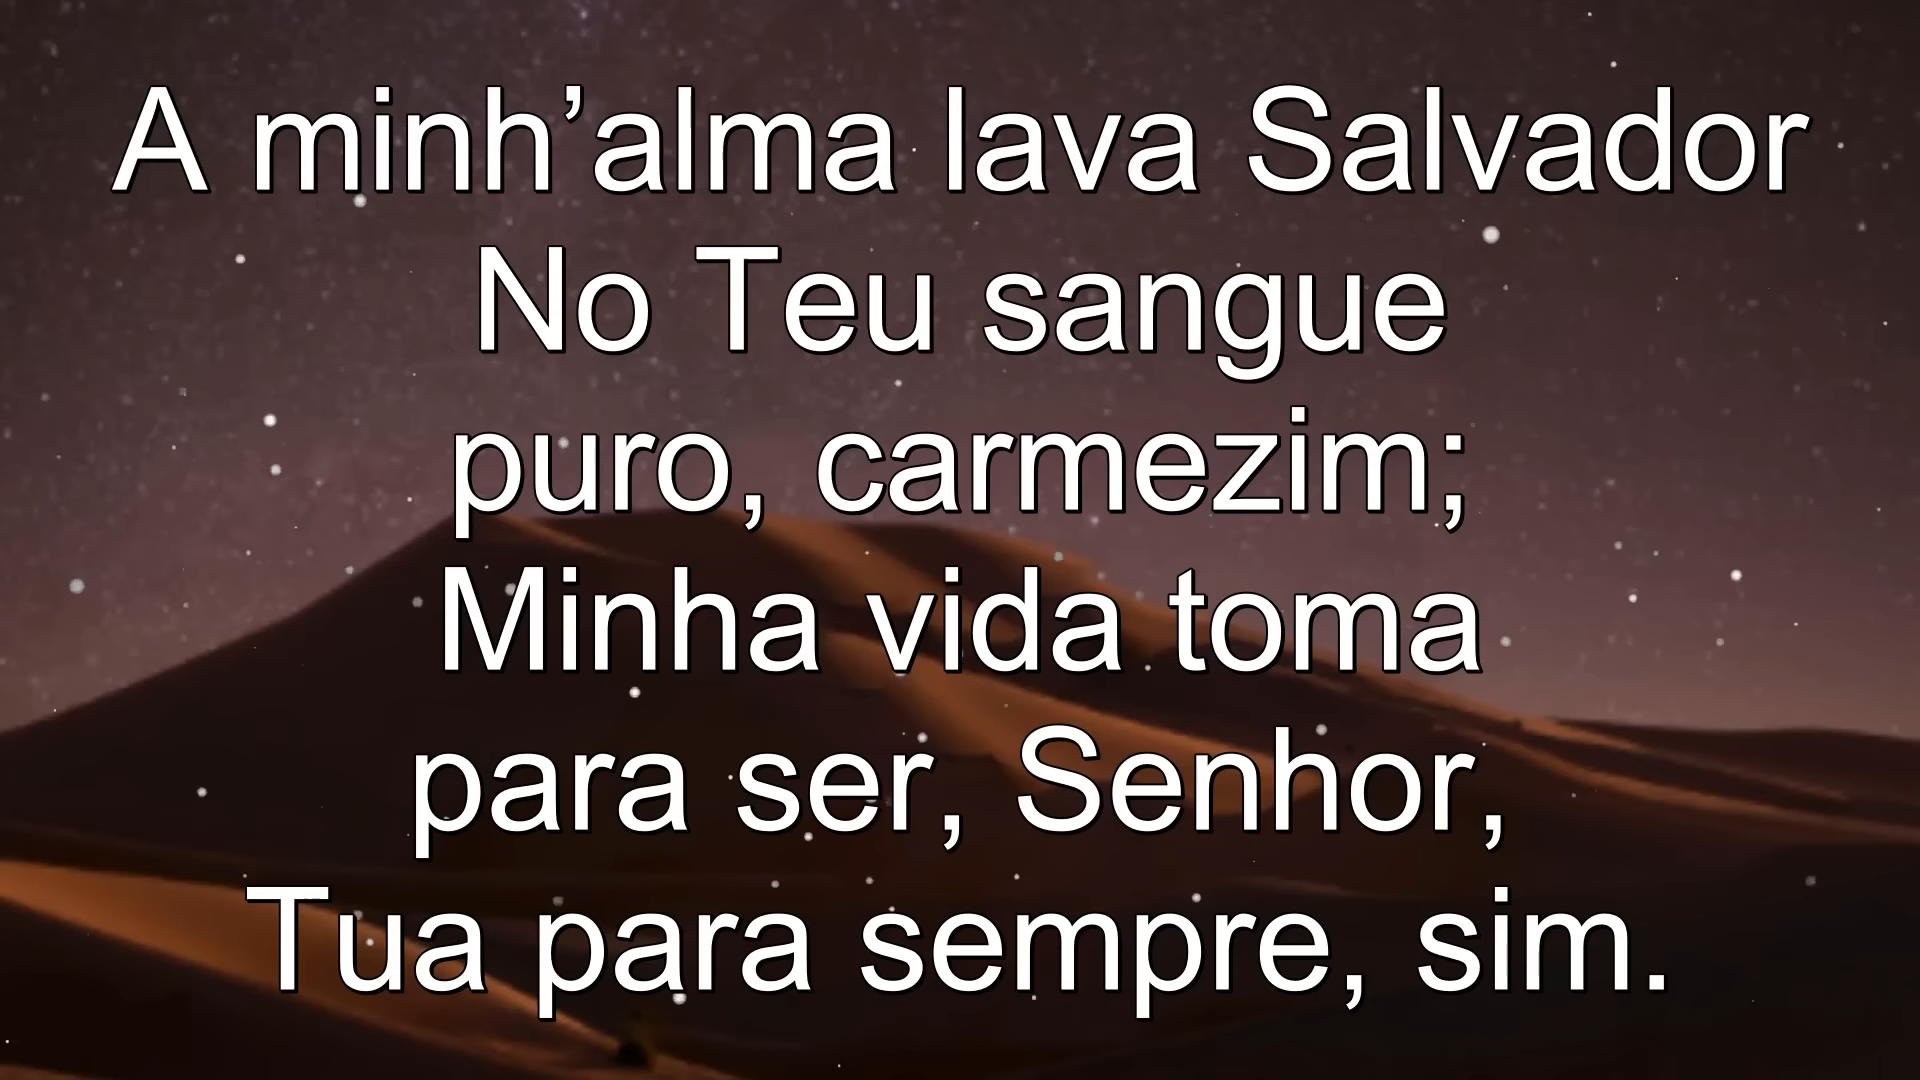 A minh’alma lava Salvador
No Teu sangue
puro, carmezim;
Minha vida toma
para ser, Senhor,
Tua para sempre, sim.